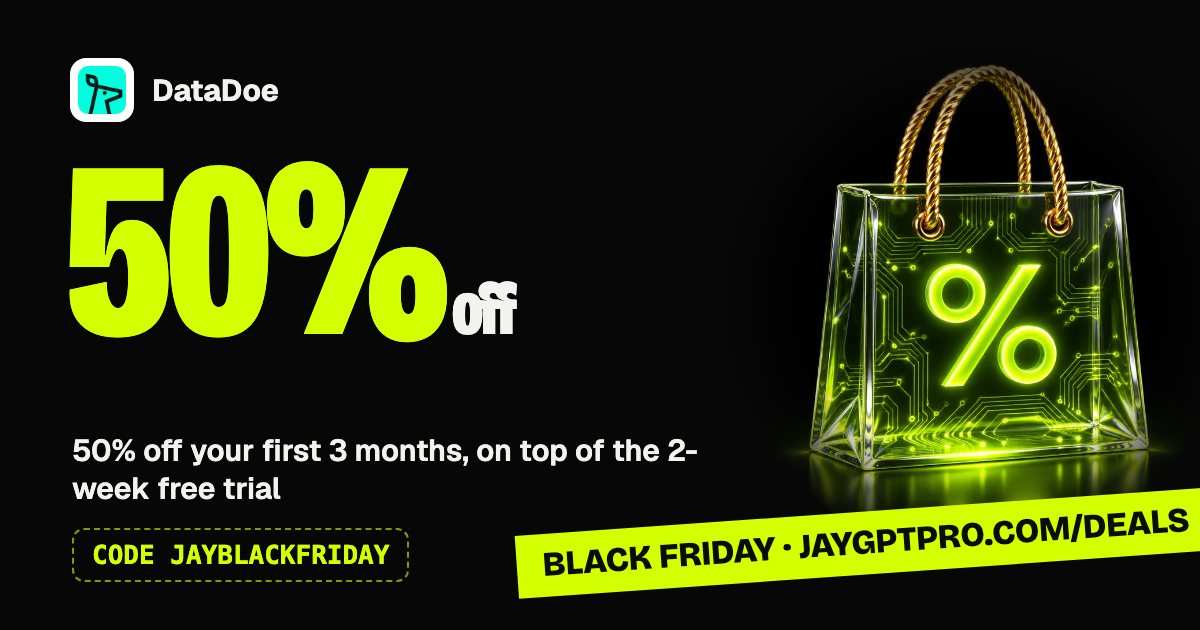 DataDoe
50% off
50% off your first 3 months, on top of the 2-
week free trial
CODE JAYBLACKFRIDAY
%
BLACK FRIDAY · JAYGPTPRO.COM/DEALS